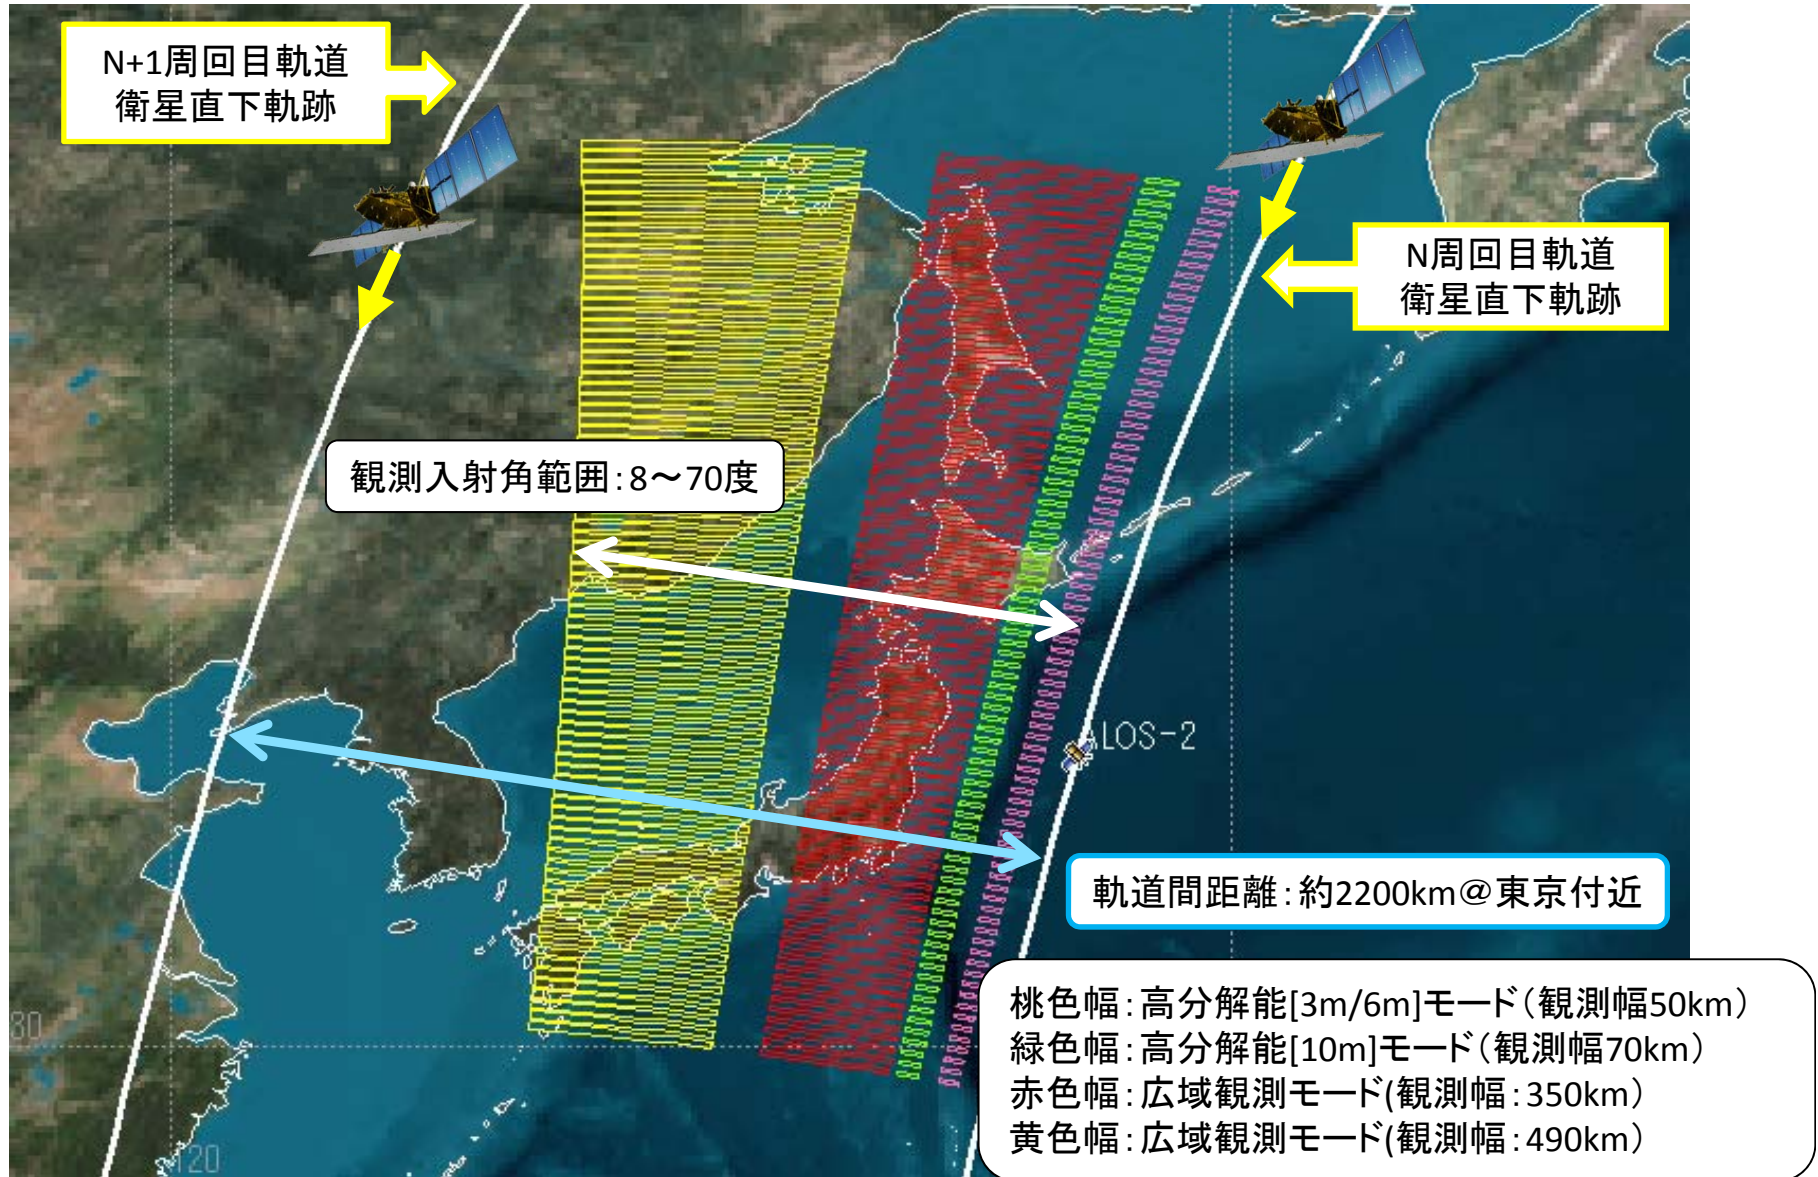 N+1周回目軌道
衛星直下軌跡
N周回目軌道
衛星直下軌跡
観測入射角範囲:8～70度
ALOS-2
軌道間距離:約2200km＠東京付近
桃色幅:高分解能[3m/6m]モード(観測幅50km)
緑色幅:高分解能[10m]モード(観測幅70km)
赤色幅:広域観測モード(観測幅:350km)
黄色幅:広域観測モード(観測幅:490km)
30
120